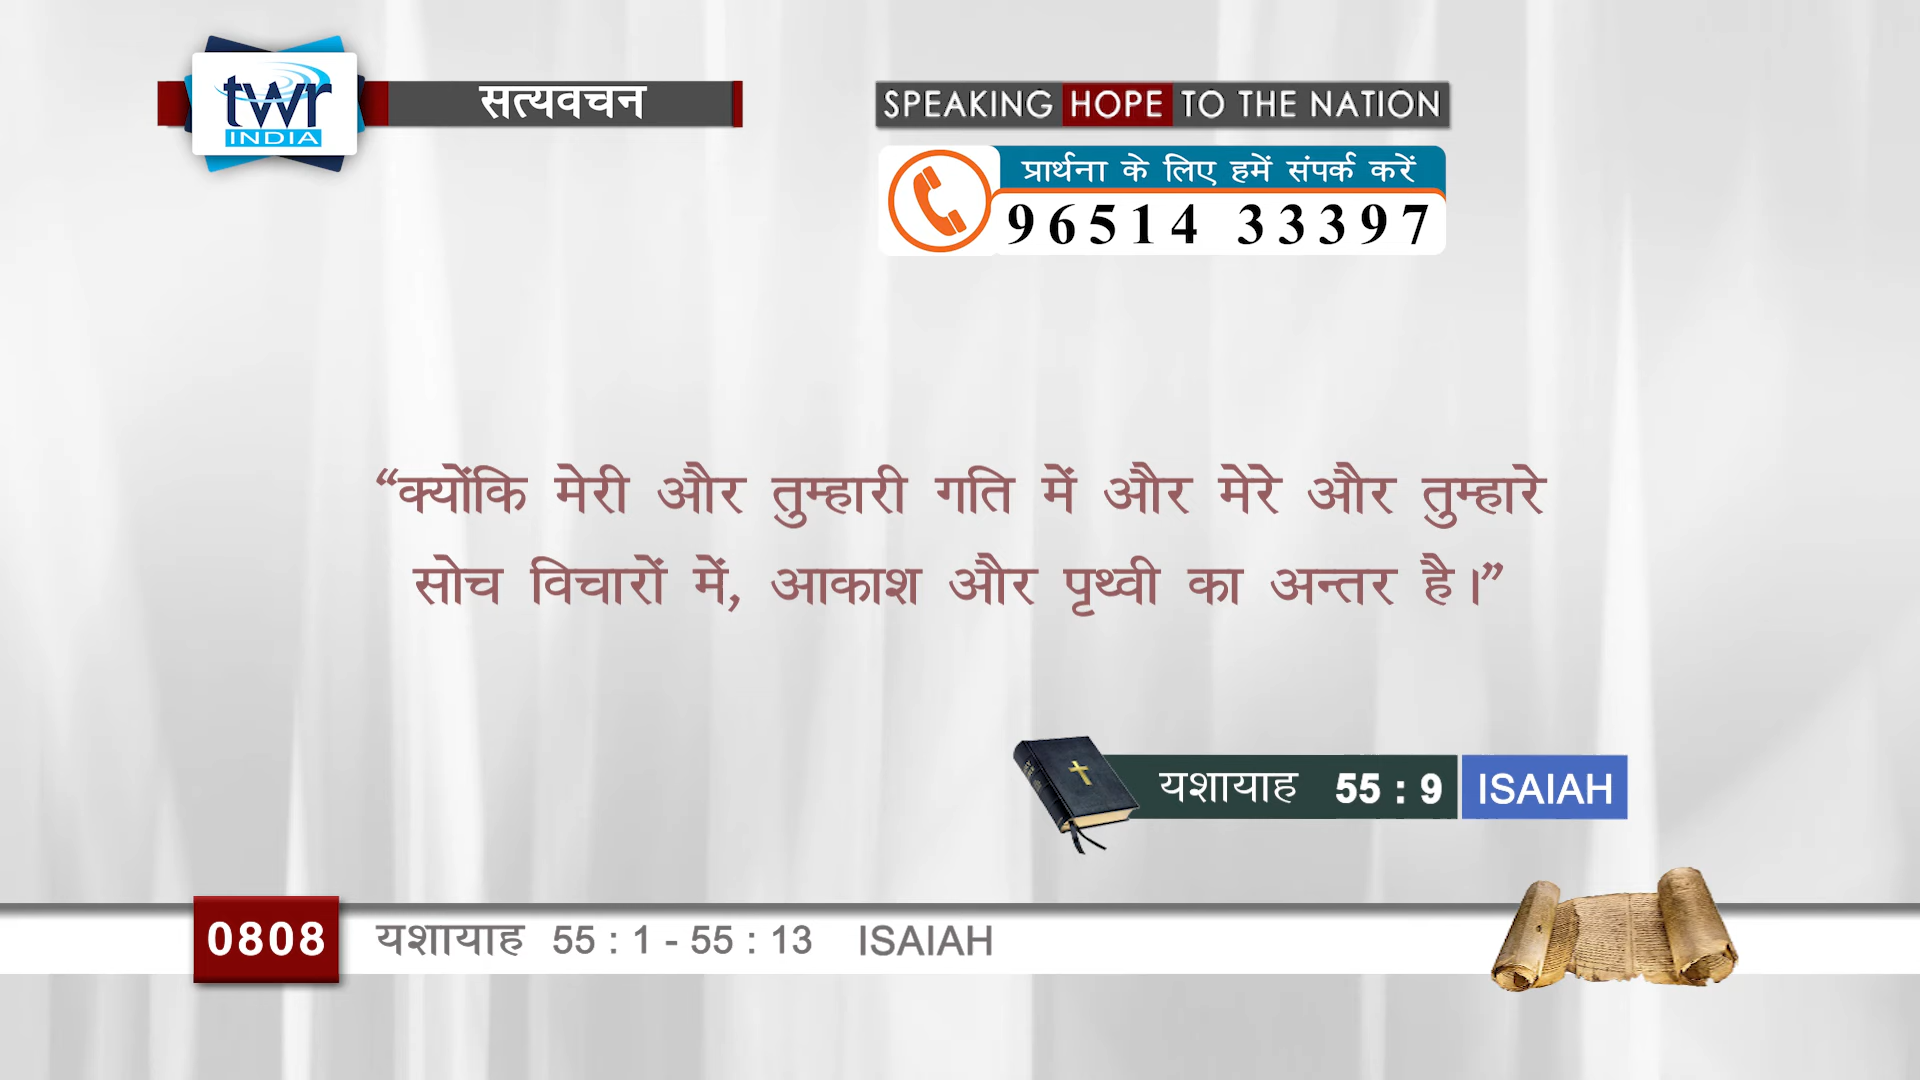 twr
INDIA
सत्यवचन
SPEAKING HOPE TO THE NATION
प्रार्थना के लिए हमें संपर्क करें
96514 33397
“क्योंकि मेरी और तुम्हारी गति में और मेरे और तुम्हारे
सोच विचारों में, आकाश और पृथ्वी का अन्तर है।”
यशायाह 55 : 9 ISAIAH
0808 यशायाह 55 : 1 - 55 : 13 ISAIAH